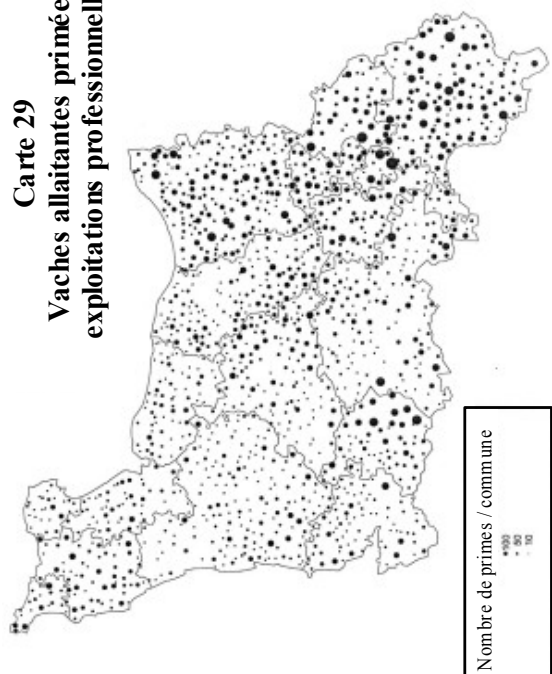 Carte 29
Vaches allaitantes primée
exploitations professionnell
Nombre de primes / commune
100
50
10